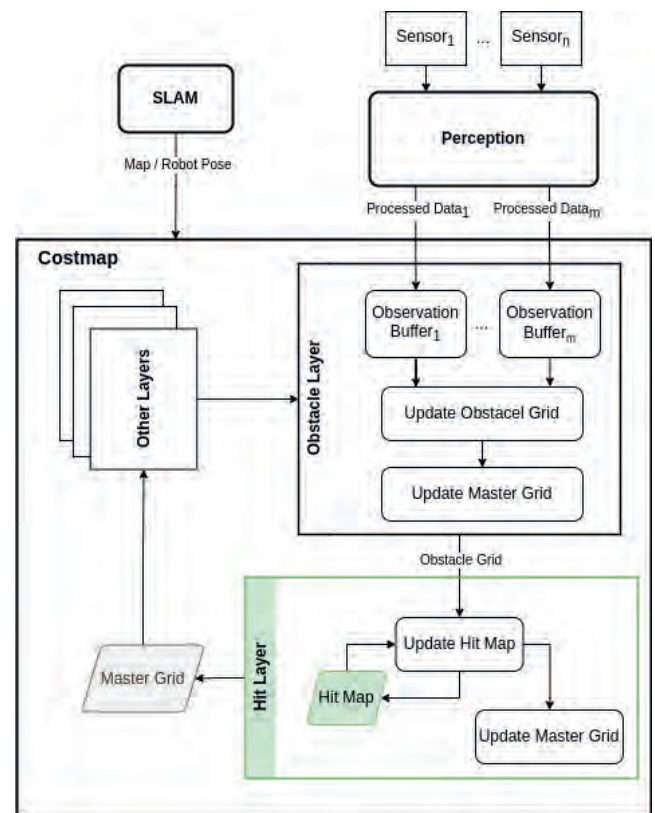 Sensor1 ... Sensorn
SLAM
Perception
Map / Robot Pose
Processed Data1 Processed Datam
Costmap
Other Layers
Obstacle Layer
Observation
Buffer1
...
Observation
Bufferm
Update Obstacel Grid
Update Master Grid
Obstacle Grid
Hit Layer
Update Hit Map
Hit Map
Master Grid
Update Master Grid